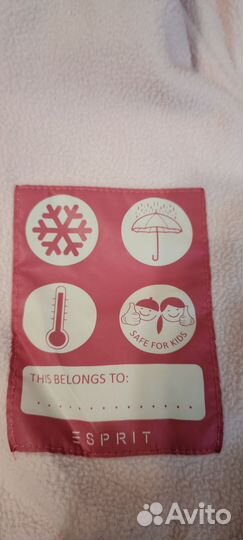 SAFE FOR KIDS
THIS BELONGS TO:
ESPRIT
Avito